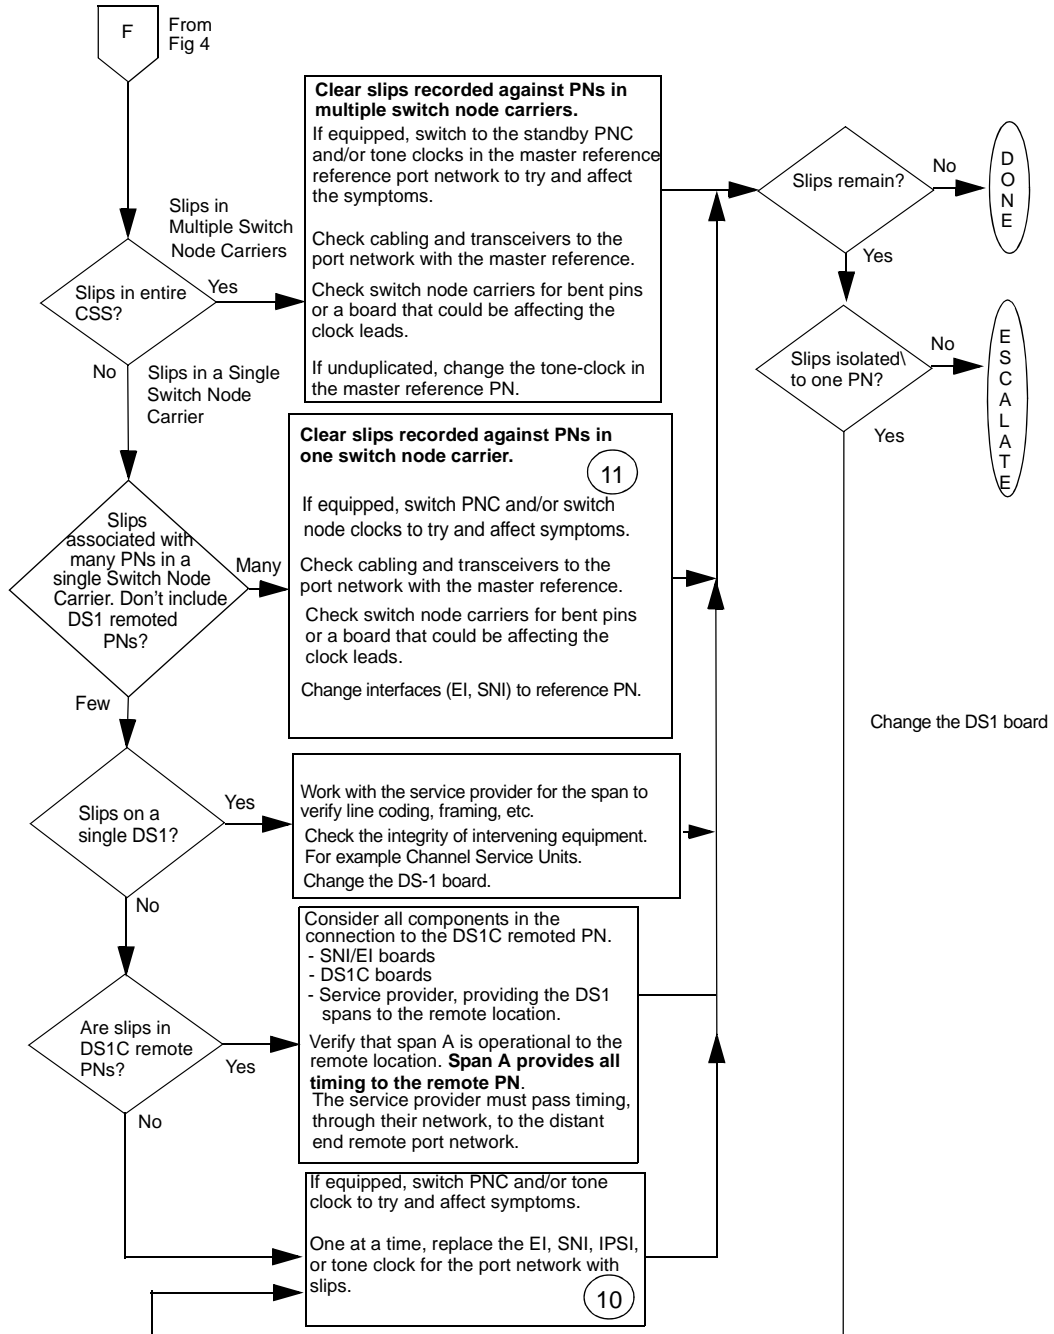 F
From
Fig 4
Slips in
Multiple Switch
Node Carriers
Slips in entire
CSS?
Yes
No
Clear slips recorded against PNs in
multiple switch node carriers.
If equipped, switch to the standby PNC
and/or tone clocks in the master reference
reference port network to try and affect
the symptoms.
Check cabling and transceivers to the
port network with the master reference.
Check switch node carriers for bent pins
or a board that could be affecting the
clock leads.
If unduplicated, change the tone-clock in
the master reference PN.
Slips remain?
No
DONE
Yes
Slips isolated\
to one PN?
No
ESCALATE
Yes
Slips in a Single
Switch Node
Carrier
Slips
associated with
many PNs in a
single Switch Node
Carrier. Don't include
DS1 remoted
PNs?
Many
Few
Clear slips recorded against PNs in
one switch node carrier.
11
If equipped, switch PNC and/or switch
node clocks to try and affect symptoms.
Check cabling and transceivers to the
port network with the master reference.
Check switch node carriers for bent pins
or a board that could be affecting the
clock leads.
Change interfaces (EI, SNI) to reference PN.
Change the DS1 board
Slips on a
single DS1?
Yes
No
Work with the service provider for the span to
verify line coding, framing, etc.
Check the integrity of intervening equipment.
For example Channel Service Units.
Change the DS-1 board.
Are slips in
DS1C remote
PNs?
Yes
No
Consider all components in the
connection to the DS1C remoted PN.
- SNI/EI boards
- DS1C boards
- Service provider, providing the DS1
spans to the remote location.
Verify that span A is operational to the
remote location. Span A provides all
timing to the remote PN.
The service provider must pass timing,
through their network, to the distant
end remote port network.
If equipped, switch PNC and/or tone
clock to try and affect symptoms.
One at a time, replace the EI, SNI, IPSI,
or tone clock for the port network with
slips.
10